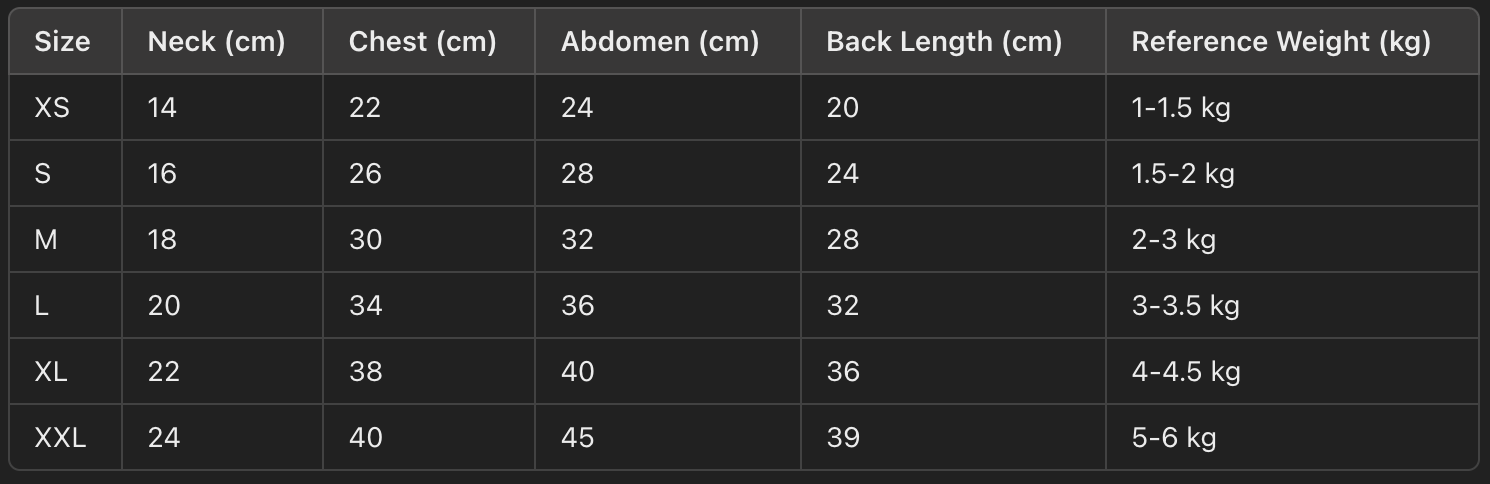 Size Neck (cm) Chest (cm) Abdomen (cm) Back Length (cm) Reference Weight (kg)
XS 14 22 24 20 1-1.5 kg
S 16 26 28 24 1.5-2 kg
M 18 30 32 28 2-3 kg
L 20 34 36 32 3-3.5 kg
XL 22 38 40 36 4-4.5 kg
XXL 24 40 45 39 5-6 kg